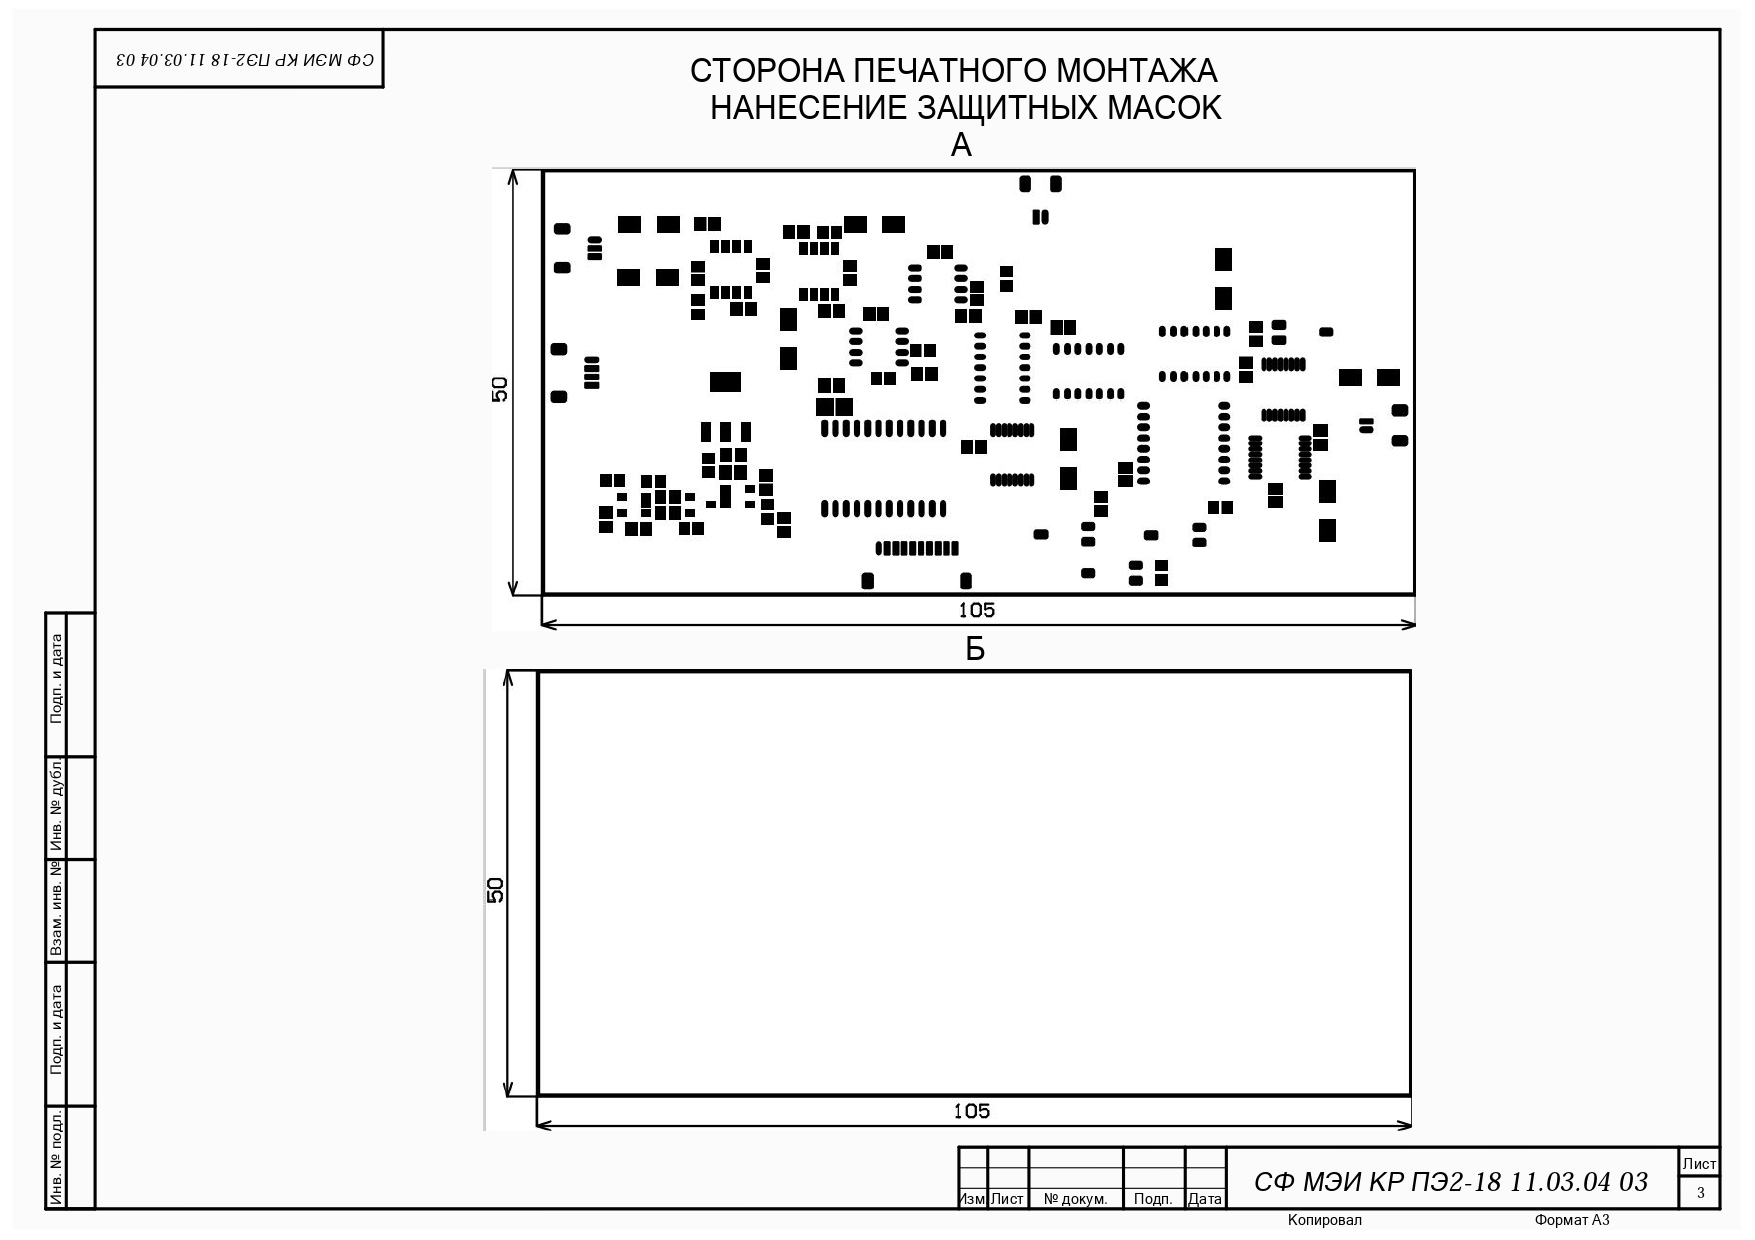 СФ МЭИ КР ПЭ2-18 11.03.04 03
СТОРОНА ПЕЧАТНОГО МОНТАЖА
НАНЕСЕНИЕ ЗАЩИТНЫХ МАСОК
А
50
105
Б
50
105
Подп. и дата
Инв. № дубл.
Взам. инв. №
Подп. и дата
Инв. № подл.
Изм Лист № докум. Подп. Дата
СФ МЭИ КР ПЭ2-18 11.03.04 03
Лист
3
Копировал Формат А3